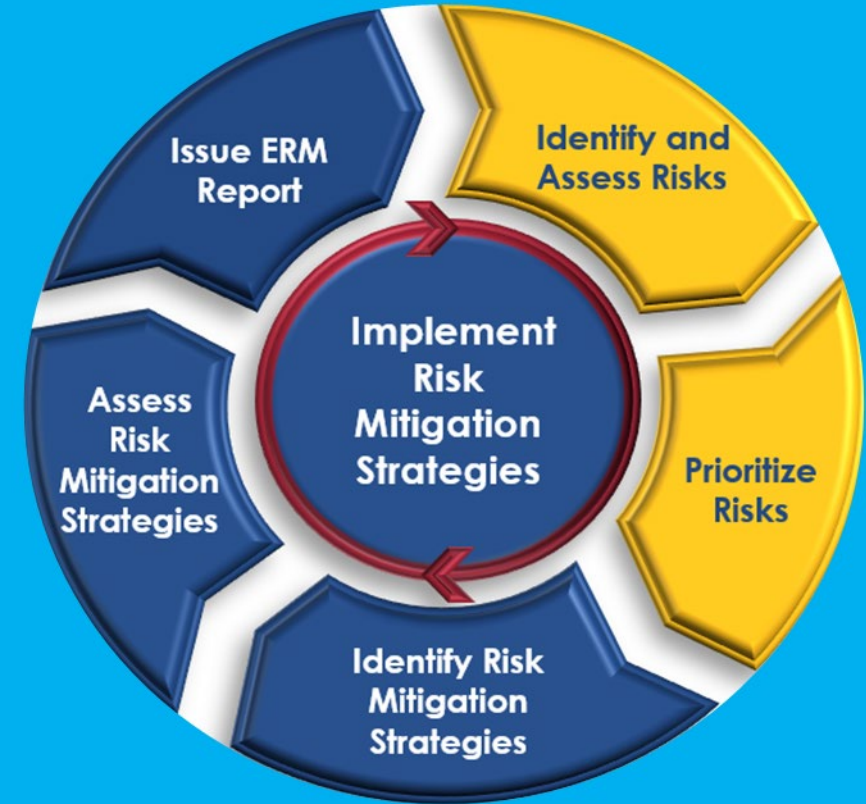 Identify and
Assess Risks
Prioritize
Risks
Identify Risk
Mitigation
Strategies
Assess
Risk
Mitigation
Strategies
Issue ERM
Report
Implement
Risk
Mitigation
Strategies